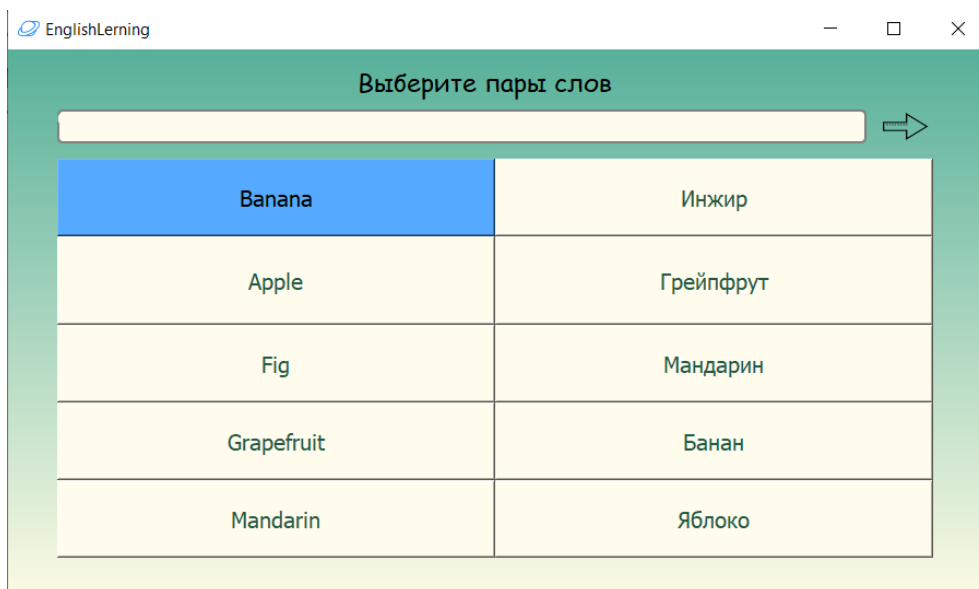 EnglishLerning
Выберите пары слов
Banana Инжир
Apple Грейпфрут
Fig Мандарин
Grapefruit Банан
Mandarin Яблоко